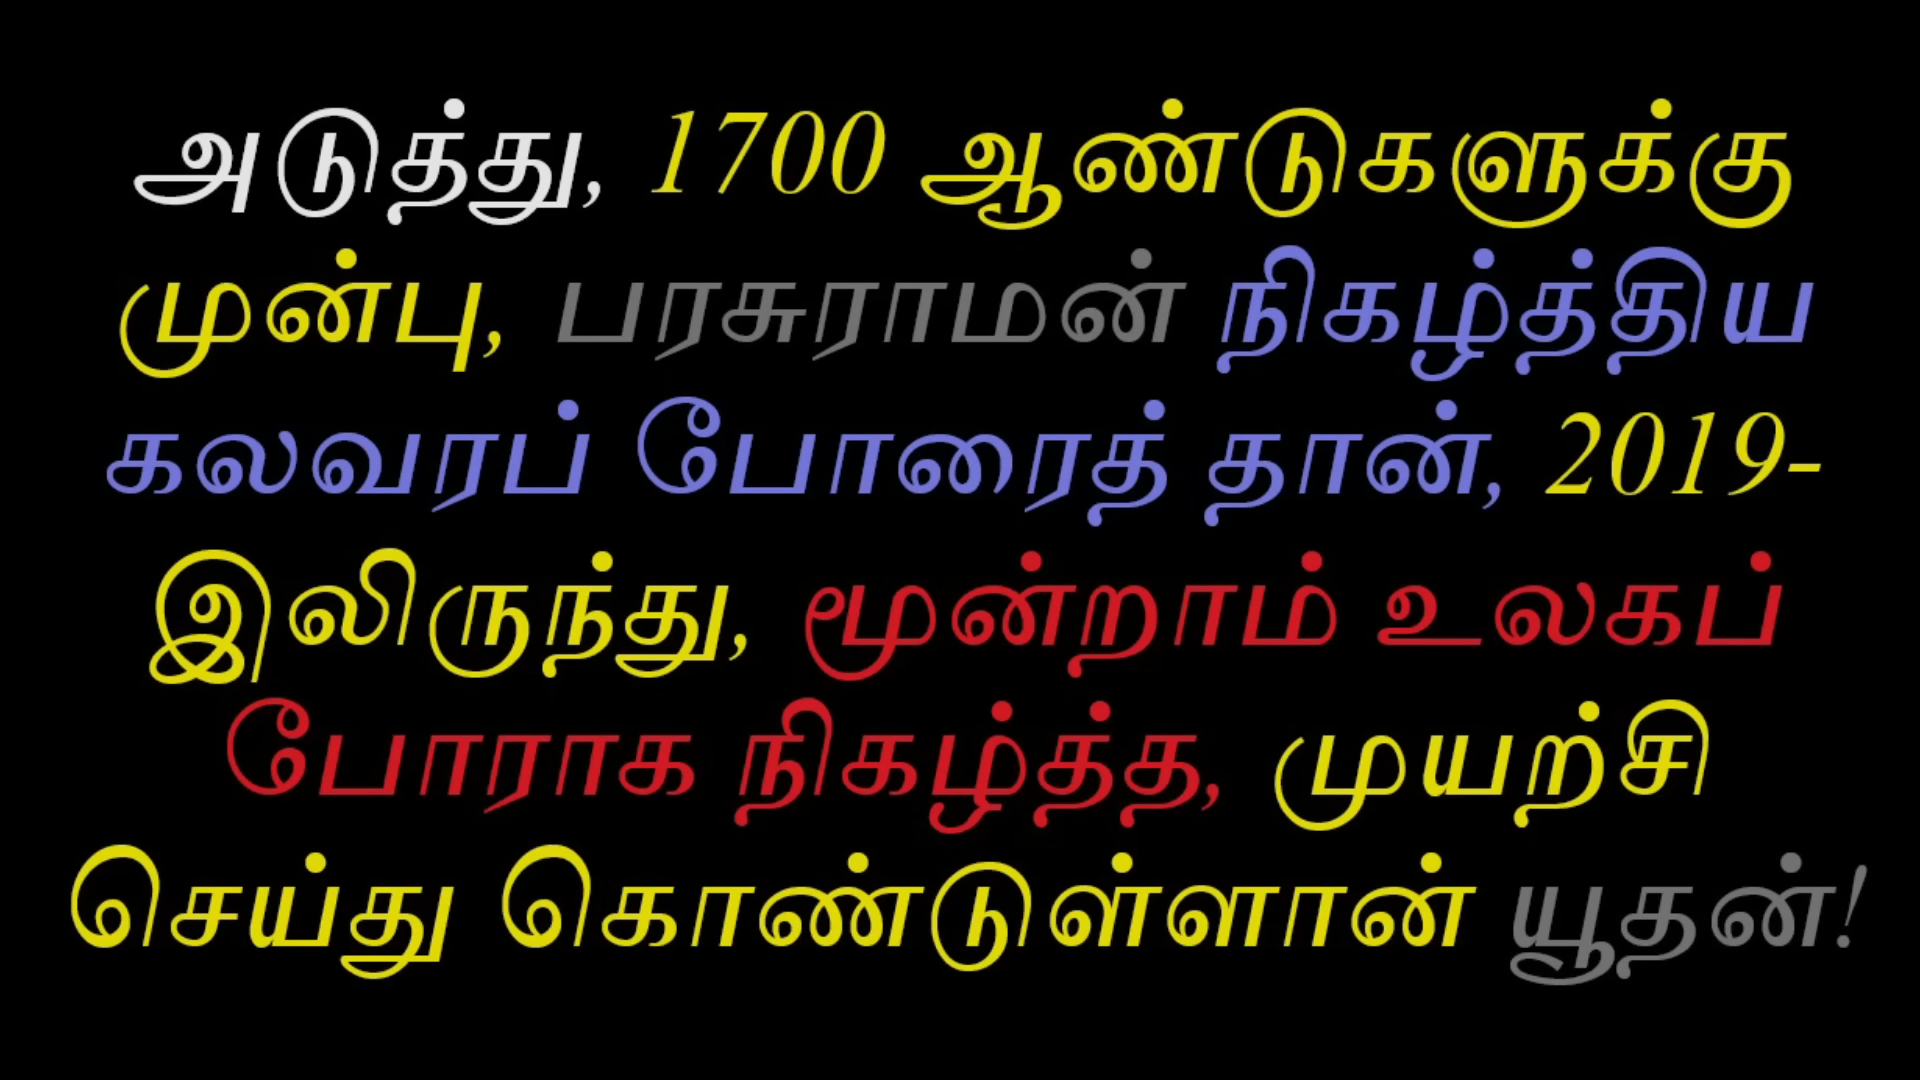 அடுத்து, 1700 ஆண்டுகளுக்கு
முன்பு, பரசுராமன் நிகழ்த்திய
கலவரப் போரைத் தான், 2019-
இலிருந்து, மூன்றாம் உலகப்
போராக நிகழ்த்த, முயற்சி
செய்து கொண்டுள்ளான் யூதன்!